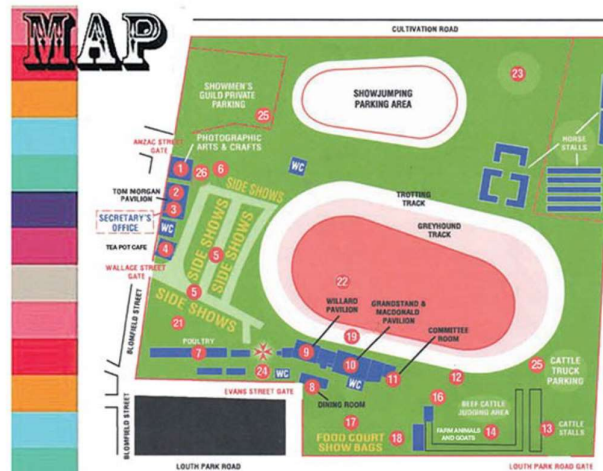 MAP
CULTIVATION ROAD
SHOWMEN'S
GUILD PRIVATE
PARKING
25
SHOWJUMPING
PARKING AREA
23
ANZAC STREET
GATE
PHOTOGRAPHIC
ARTS & CRAFTS
1
26
6
WC
HORSE
STALLS
SIDE SHOWS
TOM MORGAN
PAVILION
2
SECRETARY'S
OFFICE
3
WC
TEA POT CAFE
4
SIDE SHOWS
SIDE SHOWS
5
TROTTING
TRACK
GREYHOUND
TRACK
WALLACE STREET
GATE
5
SIDE SHOWS
22
21
BLOMFIELD STREET
WILLARD
PAVILION
GRANDSTAND &
MACDONALD
PAVILION
COMMITTEE
ROOM
19
POULTRY
7
9
10
11
12
25
CATTLE
TRUCK
PARKING
24
WC
WC
8
DINING ROOM
EVANS STREET GATE
BLOMFIELD STREET
16
BEEF CATTLE
JUDGING AREA
17
FOOD COURT
SHOW BAGS
18
FARM ANIMALS
AND GOATS
14
13
CATTLE
STALLS
LOUTH PARK ROAD
LOUTH PARK ROAD GATE